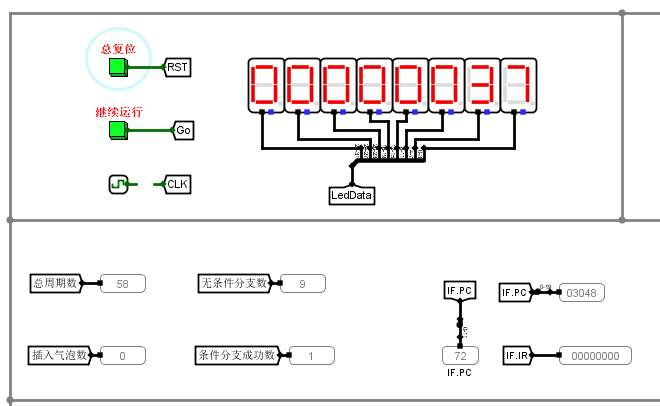 总复位
RST
继续运行
Go
CLK
LedData
总周期数 58
无条件分支数 9
IF.PC
IF.PC 03048
插入气泡数 0
条件分支成功数 1
72
IF.IR 00000000
IF.PC